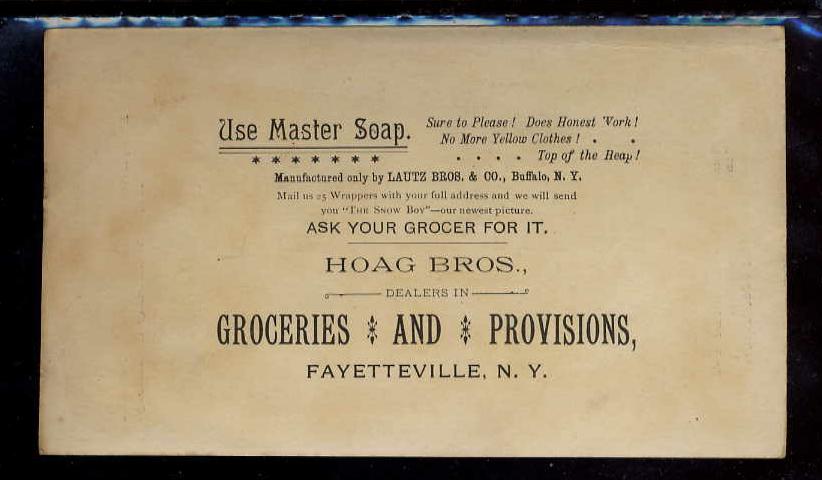 Use Master Soap.
Sure to Please! Does Honest Work!
No More Yellow Clothes! . .
. . . . Top of the Heap!
* * * * * * *
Manufactured only by LAUTZ BROS. & CO., Buffalo, N. Y.
Mail us 25 Wrappers with your full address and we will send
you "THE SNOW BOY"—our newest picture.
ASK YOUR GROCER FOR IT.
HOAG BROS.,
DEALERS IN
GROCERIES AND PROVISIONS,
FAYETTEVILLE, N. Y.